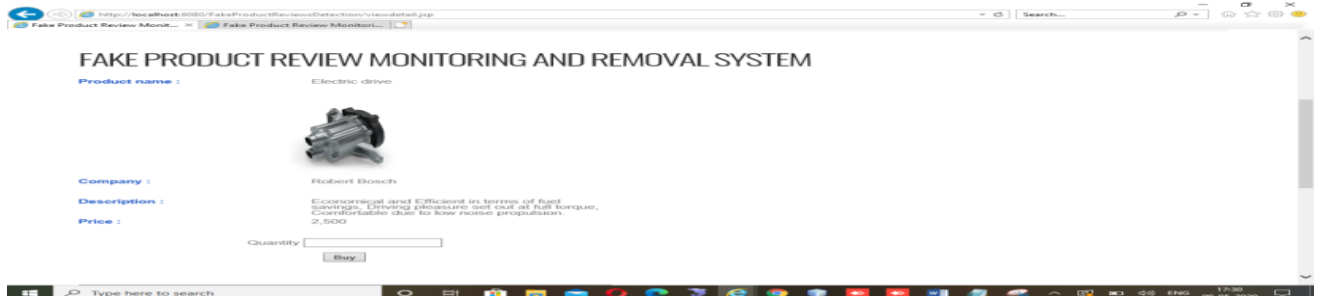 http://localhost:8080/FakeProductReviewsDetection/viewdetail.jsp Search...
Fake Product Review Monit... Fake Product Review Monitori...
FAKE PRODUCT REVIEW MONITORING AND REMOVAL SYSTEM
Product name : Electric drive
Company : Robert Bosch
Description : Economical and Efficient in terms of fuel
savings, Driving pleasure set out at full torque,
Comfortable due to low noise propulsion.
Price : 2,500
Quantity
Buy
Type here to search ENG 17:30